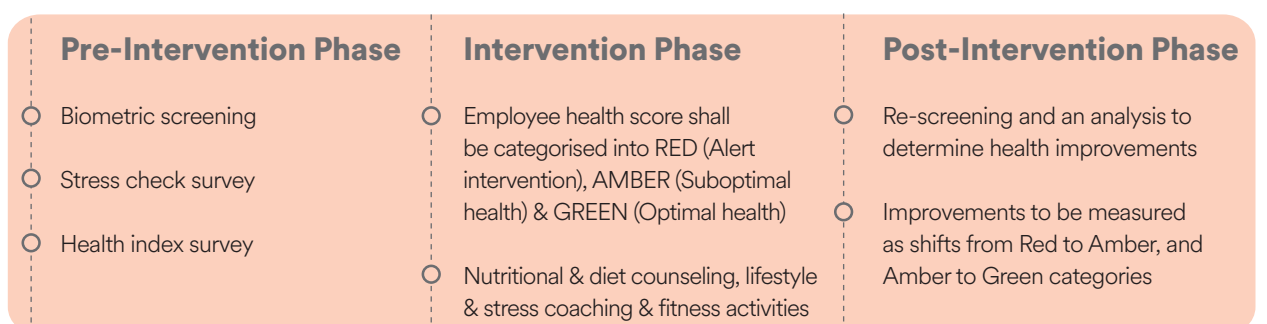 Pre-Intervention Phase
Biometric screening
Stress check survey
Health index survey
Intervention Phase
Employee health score shall
be categorised into RED (Alert
intervention), AMBER (Suboptimal
health) & GREEN (Optimal health)
Nutritional & diet counseling, lifestyle
& stress coaching & fitness activities
Post-Intervention Phase
Re-screening and an analysis to
determine health improvements
Improvements to be measured
as shifts from Red to Amber, and
Amber to Green categories